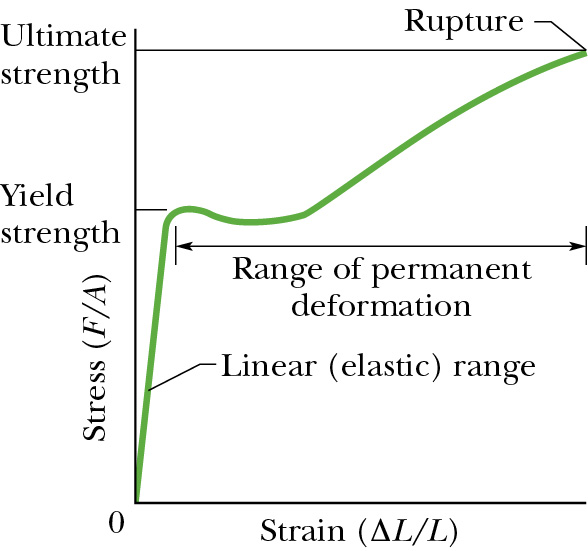 Ultimate
strength
Rupture
Yield
strength
Range of permanent
deformation
Stress (F/A)
Linear (elastic) range
0
Strain (ΔL/L)